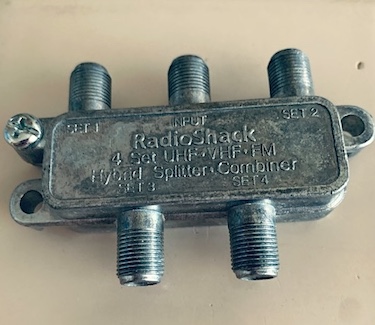 INPUT
SET 1 SET 2
RadioShack
4 Set UHF·VHF·FM
Hybrid Splitter·Combiner
SET 3 SET 4